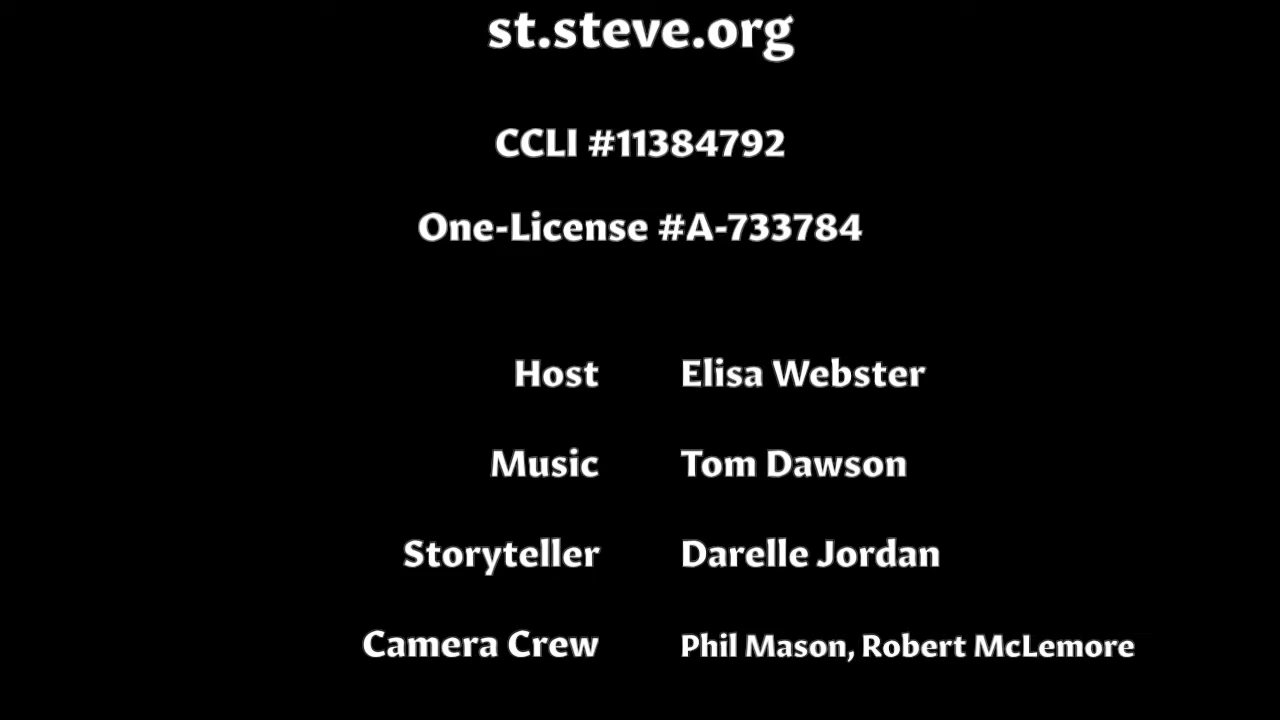 st.steve.org
CCLI #11384792
One-License #A-733784
Host Elisa Webster
Music Tom Dawson
Storyteller Darelle Jordan
Camera Crew Phil Mason, Robert McLemore